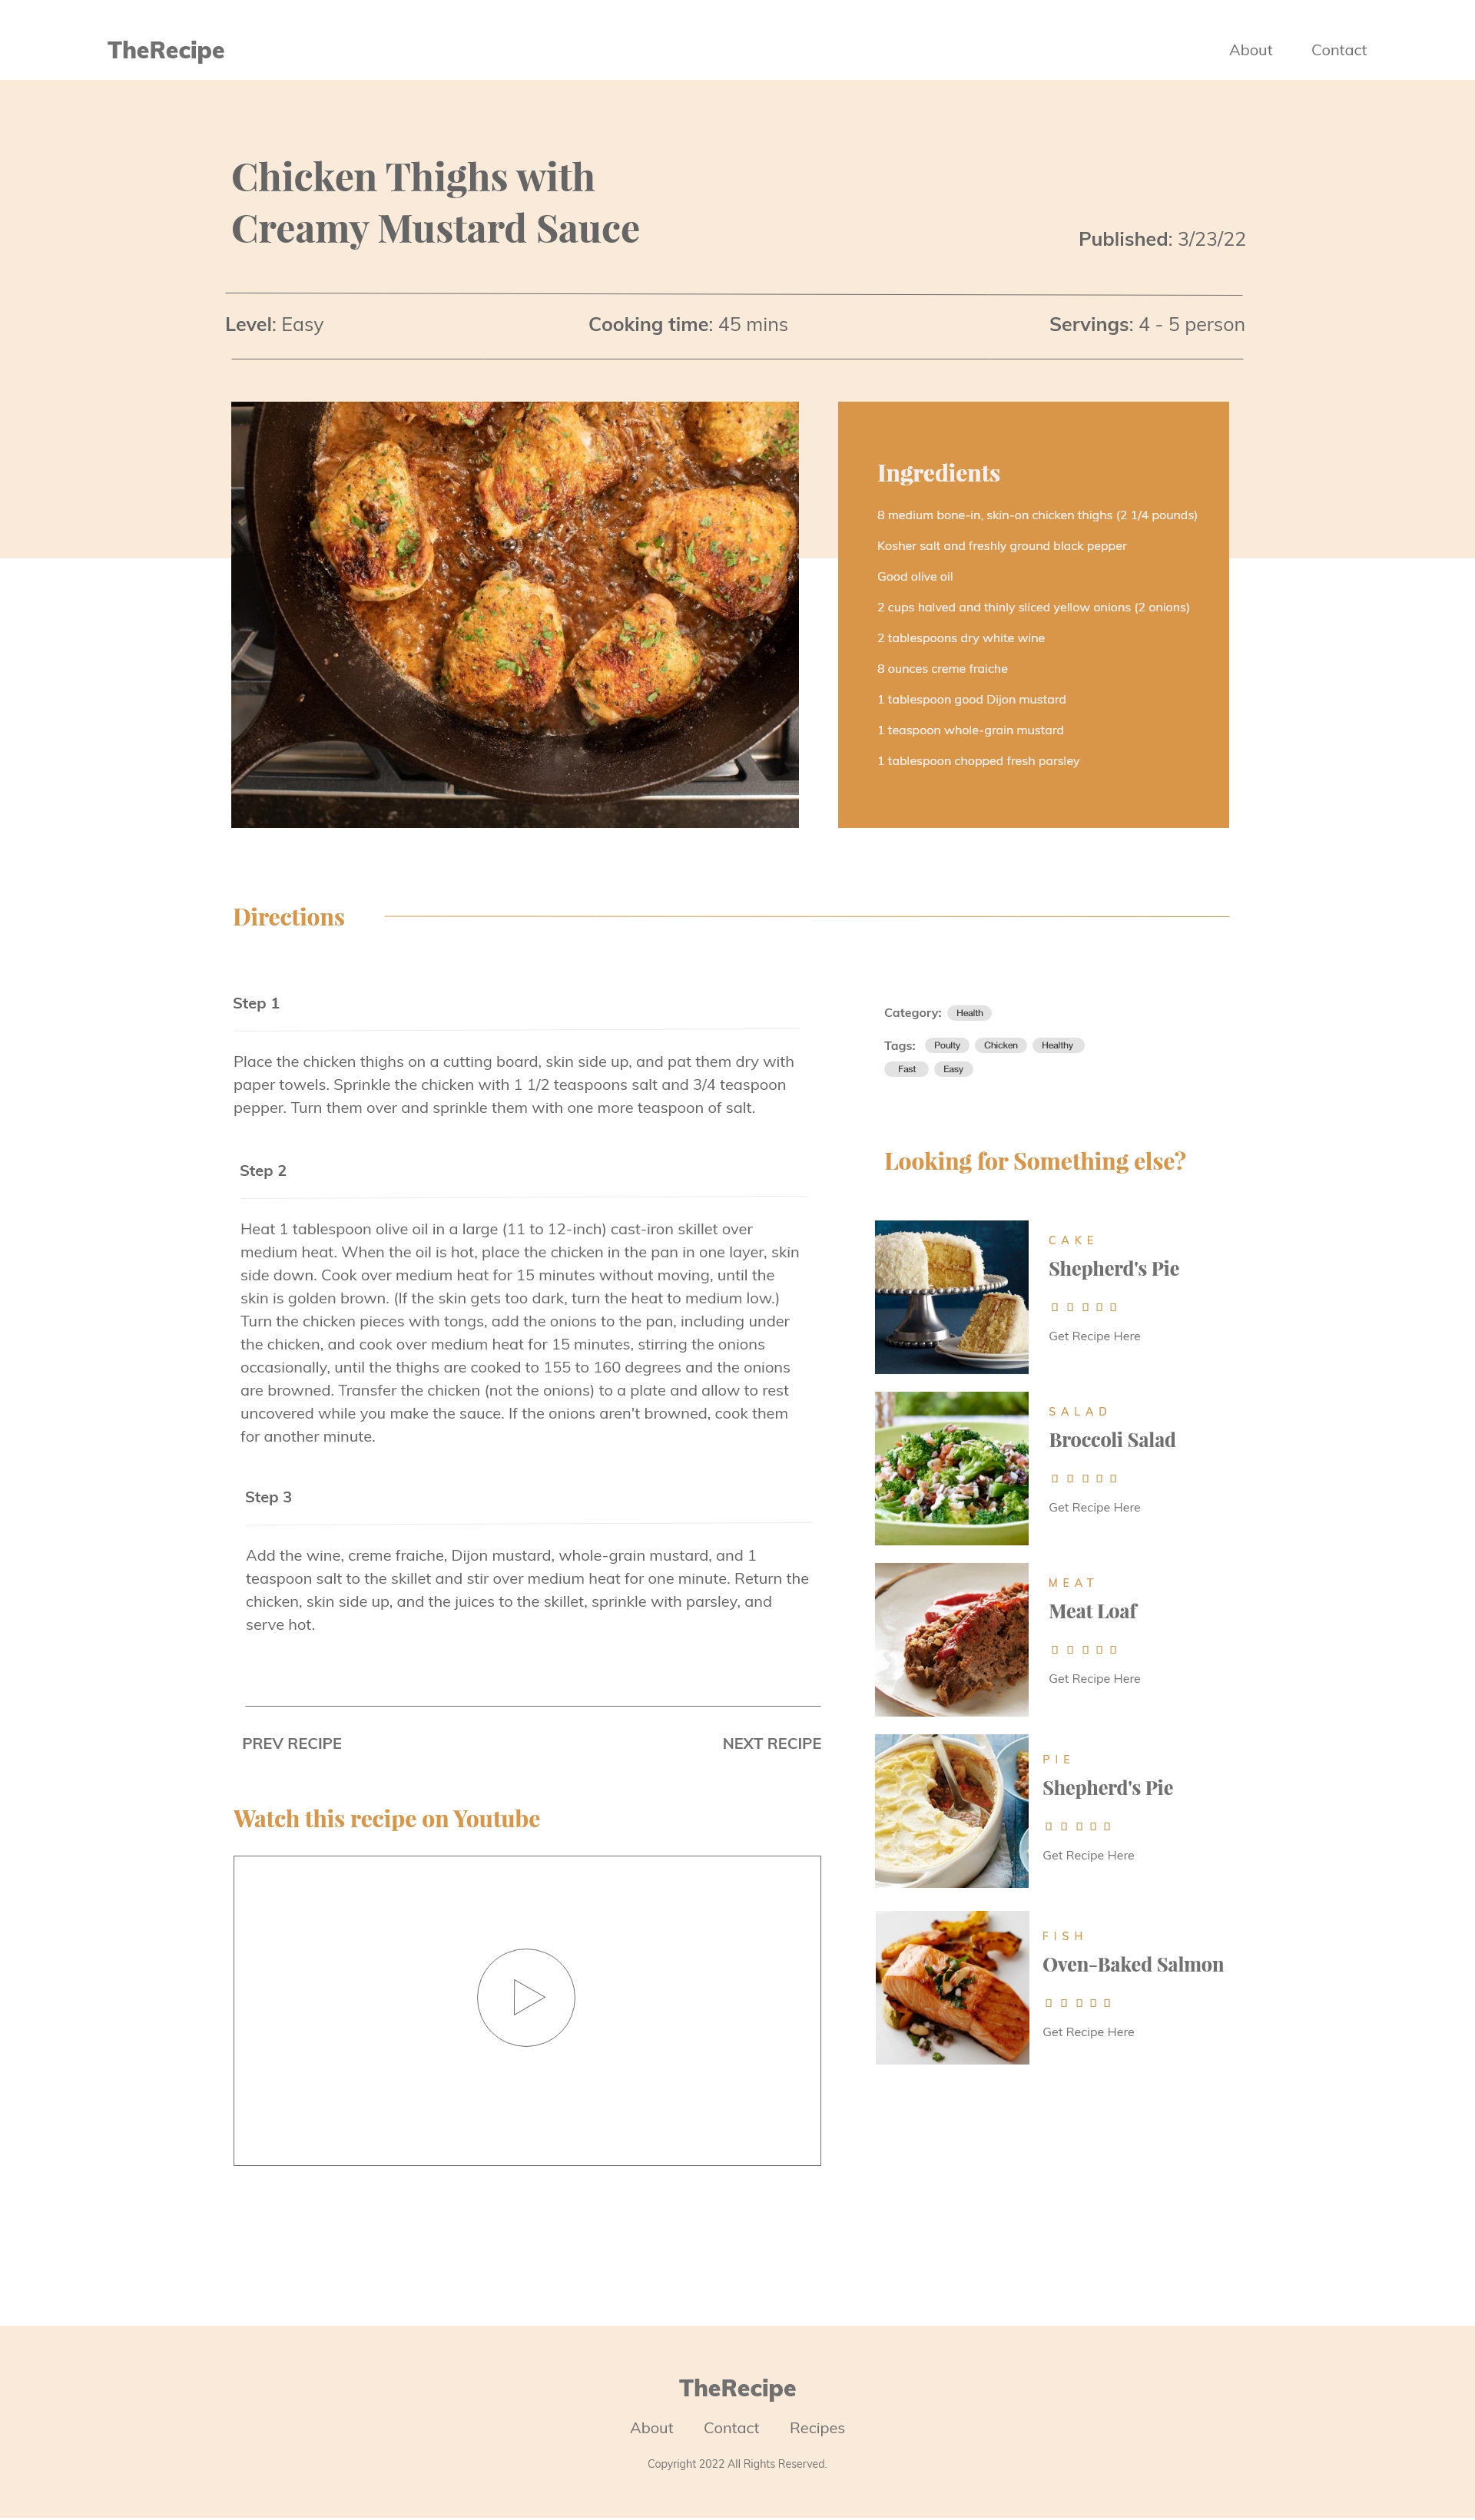 TheRecipe
About Contact
Chicken Thighs with
Creamy Mustard Sauce
Published: 3/23/22
Level: Easy Cooking time: 45 mins Servings: 4 - 5 person
Ingredients
8 medium bone-in, skin-on chicken thighs (2 1/4 pounds)
Kosher salt and freshly ground black pepper
Good olive oil
2 cups halved and thinly sliced yellow onions (2 onions)
2 tablespoons dry white wine
8 ounces creme fraiche
1 tablespoon good Dijon mustard
1 teaspoon whole-grain mustard
1 tablespoon chopped fresh parsley
Directions
Step 1
Place the chicken thighs on a cutting board, skin side up, and pat them dry with
paper towels. Sprinkle the chicken with 1 1/2 teaspoons salt and 3/4 teaspoon
pepper. Turn them over and sprinkle them with one more teaspoon of salt.
Step 2
Heat 1 tablespoon olive oil in a large (11 to 12-inch) cast-iron skillet over
medium heat. When the oil is hot, place the chicken in the pan in one layer, skin
side down. Cook over medium heat for 15 minutes without moving, until the
skin is golden brown. (If the skin gets too dark, turn the heat to medium low.)
Turn the chicken pieces with tongs, add the onions to the pan, including under
the chicken, and cook over medium heat for 15 minutes, stirring the onions
occasionally, until the thighs are cooked to 155 to 160 degrees and the onions
are browned. Transfer the chicken (not the onions) to a plate and allow to rest
uncovered while you make the sauce. If the onions aren't browned, cook them
for another minute.
Step 3
Add the wine, creme fraiche, Dijon mustard, whole-grain mustard, and 1
teaspoon salt to the skillet and stir over medium heat for one minute. Return the
chicken, skin side up, and the juices to the skillet, sprinkle with parsley, and
serve hot.
PREV RECIPE NEXT RECIPE
Watch this recipe on Youtube
Category: Health
Tags: Poulty Chicken Healthy
Fast Easy
Looking for Something else?
CAKE
Shepherd's Pie
Get Recipe Here
SALAD
Broccoli Salad
Get Recipe Here
MEAT
Meat Loaf
Get Recipe Here
PIE
Shepherd's Pie
Get Recipe Here
FISH
Oven-Baked Salmon
Get Recipe Here
TheRecipe
About Contact Recipes
Copyright 2022 All Rights Reserved.